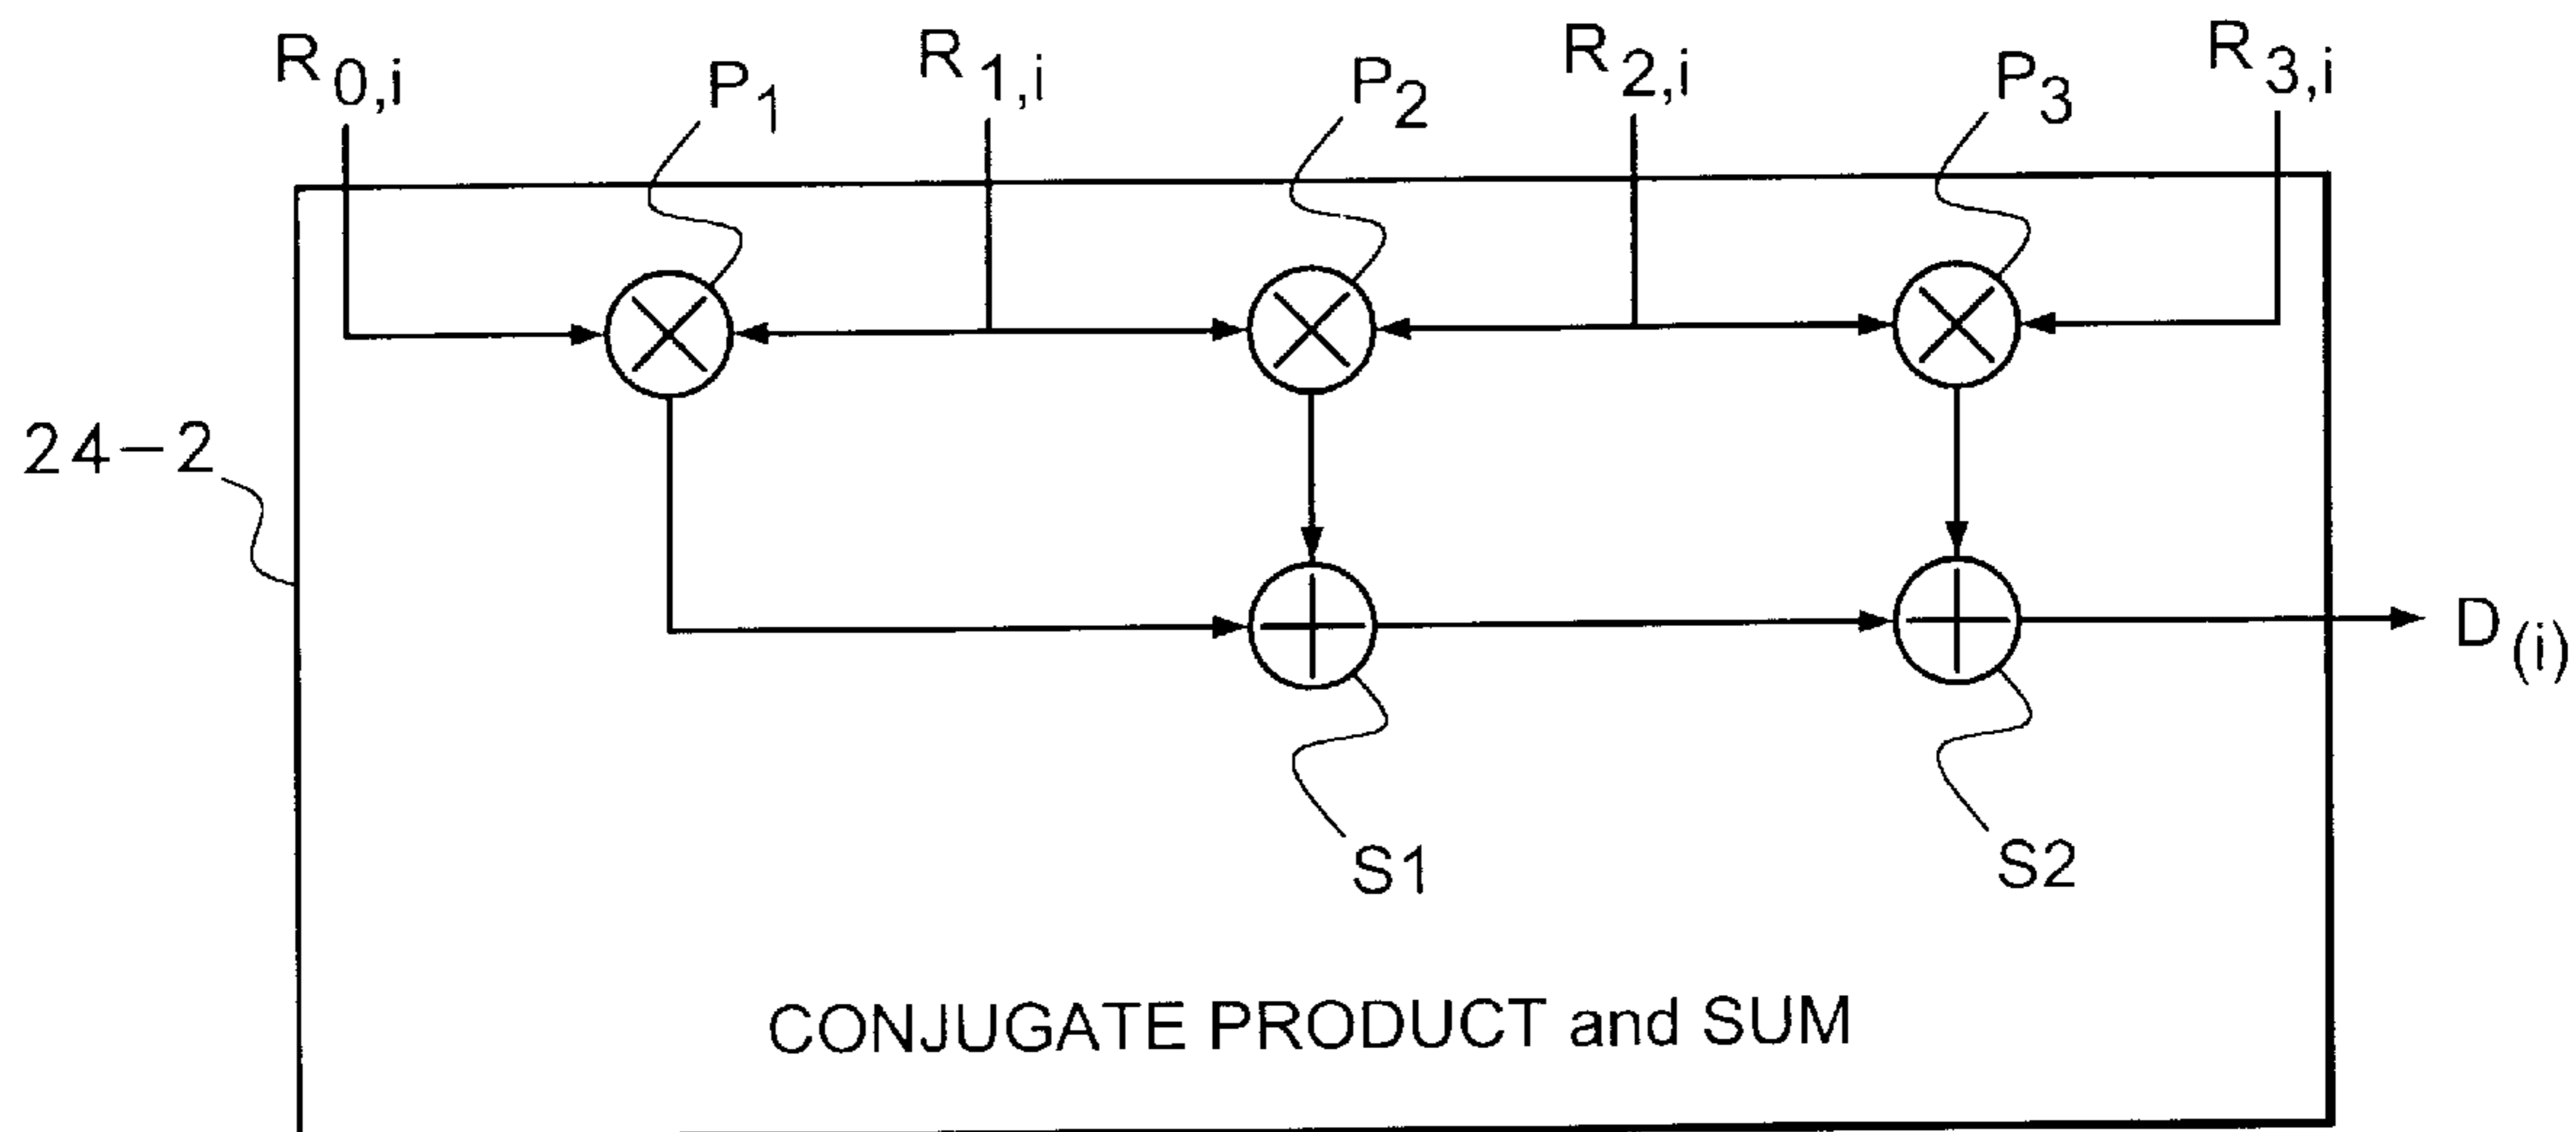 R0,i
P1
R1,i
P2
R2,i
P3
R3,i
24-2
D(i)
S1
S2
CONJUGATE PRODUCT and SUM